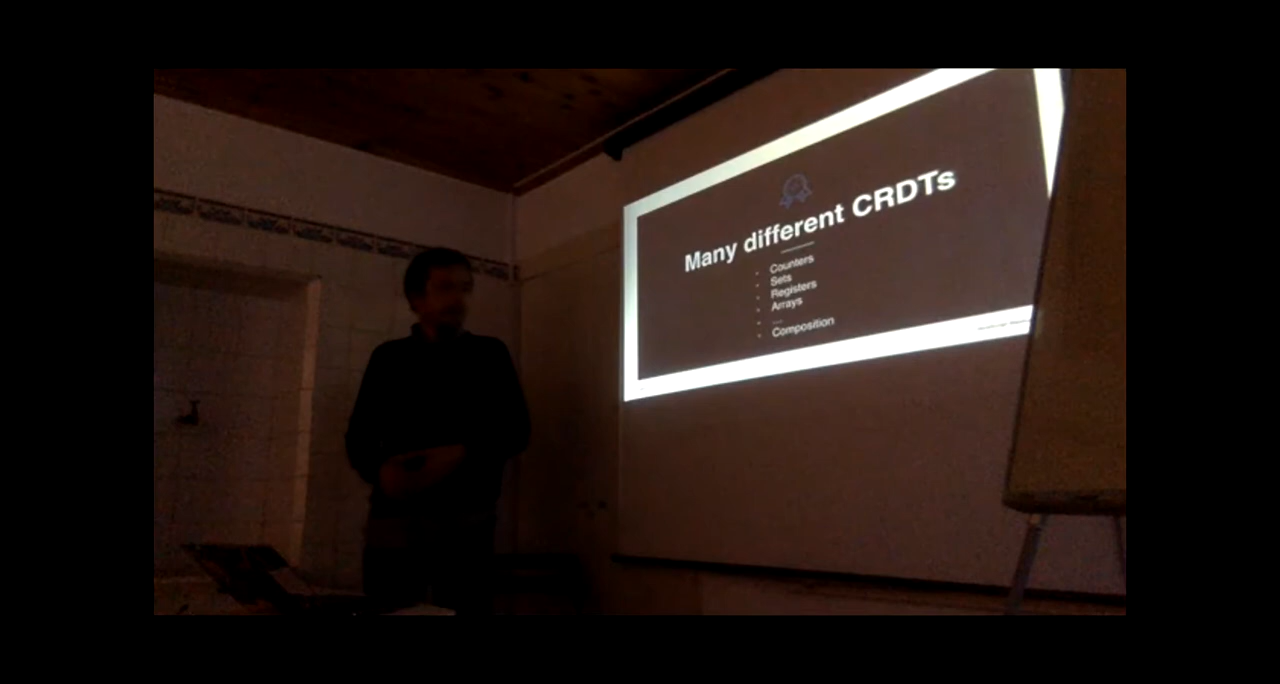 Many different CRDTs
Counters
Sets
Registers
Arrays
...
Composition